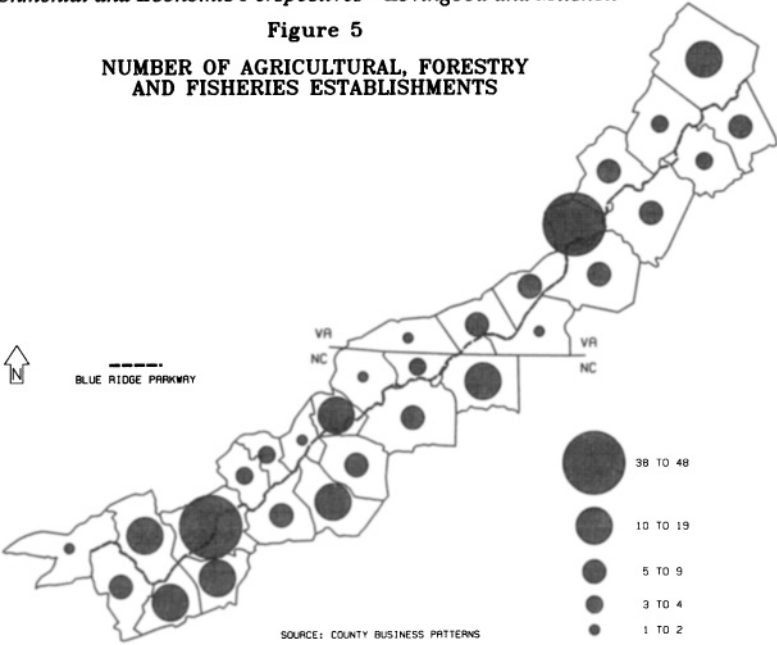 Figure 5
NUMBER OF AGRICULTURAL, FORESTRY
AND FISHERIES ESTABLISHMENTS
VA
NC
VA
NC
N
BLUE RIDGE PARKWAY
38 TO 48
10 TO 19
5 TO 9
3 TO 4
1 TO 2
SOURCE: COUNTY BUSINESS PATTERNS